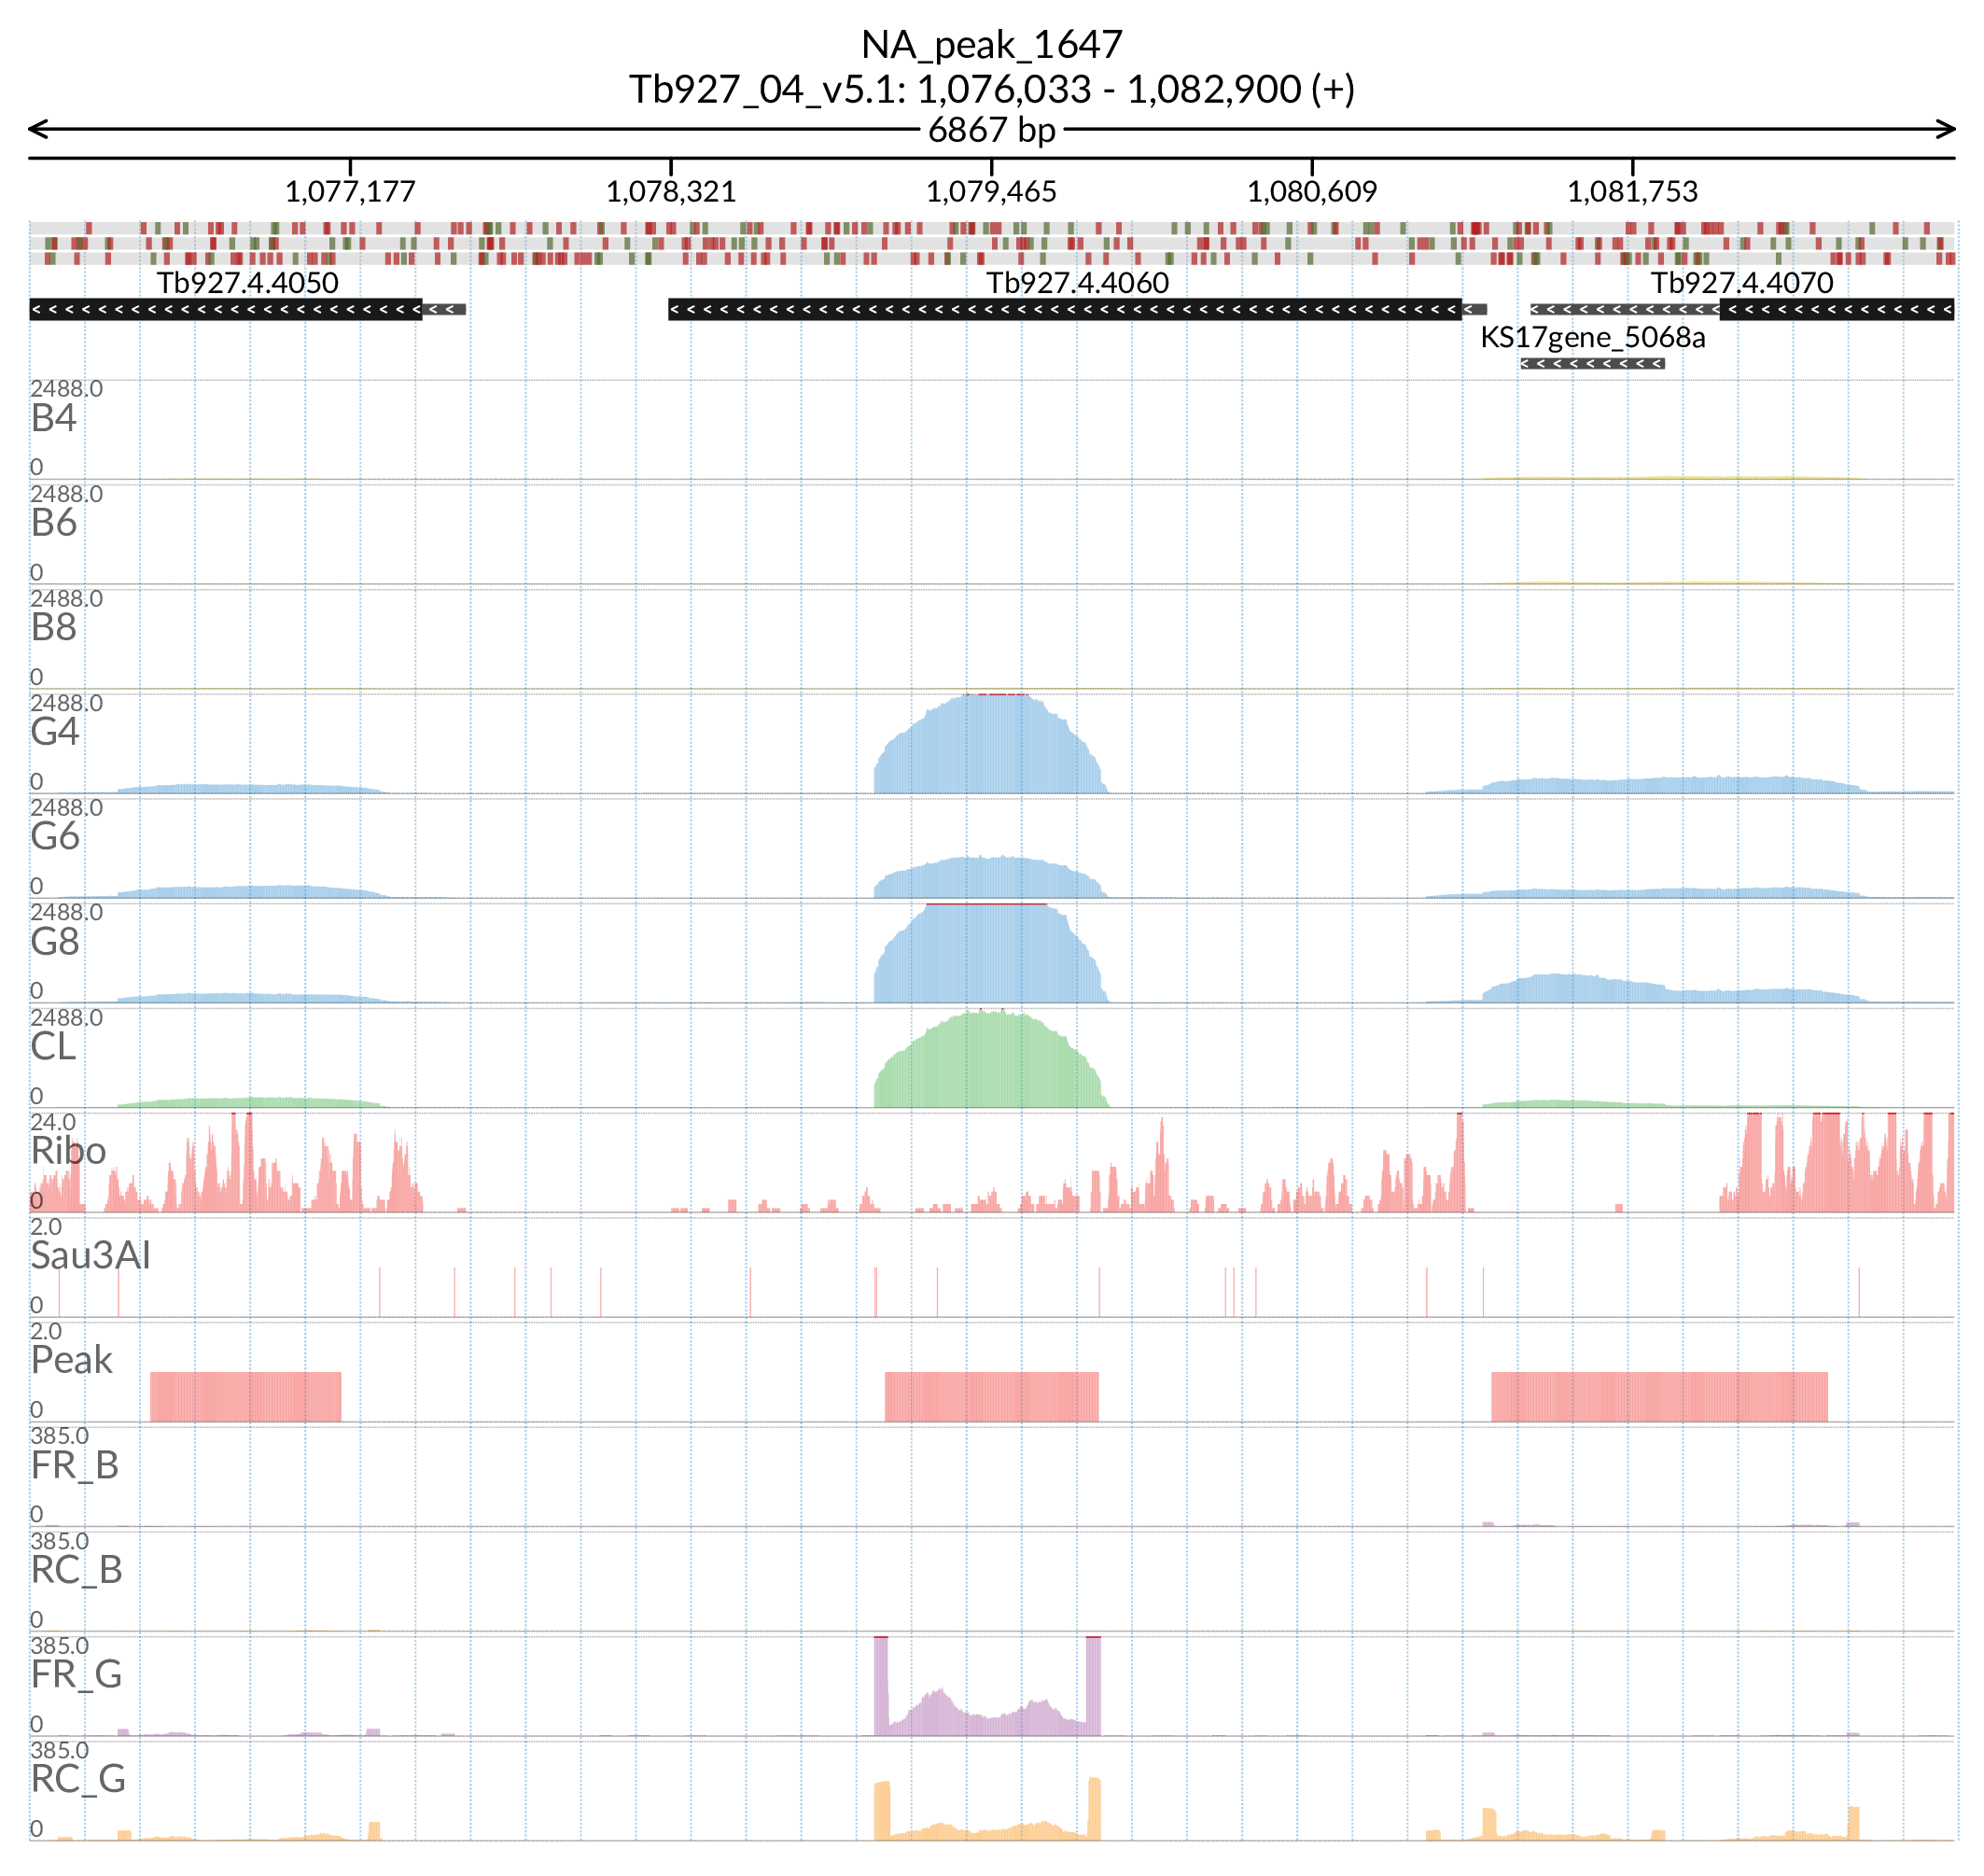 NA_peak_1647
Tb927_04_v5.1: 1,076,033 - 1,082,900 (+)
6867 bp
1,077,177 1,078,321 1,079,465 1,080,609 1,081,753
Tb927.4.4050 Tb927.4.4060 Tb927.4.4070
KS17gene_5068a
2488.0
B4
0
2488.0
B6
0
2488.0
B8
0
2488.0
G4
0
2488.0
G6
0
2488.0
G8
0
2488.0
CL
0
24.0
Ribo
0
2.0
Sau3AI
0
2.0
Peak
0
385.0
FR_B
0
385.0
RC_B
0
385.0
FR_G
0
385.0
RC_G
0